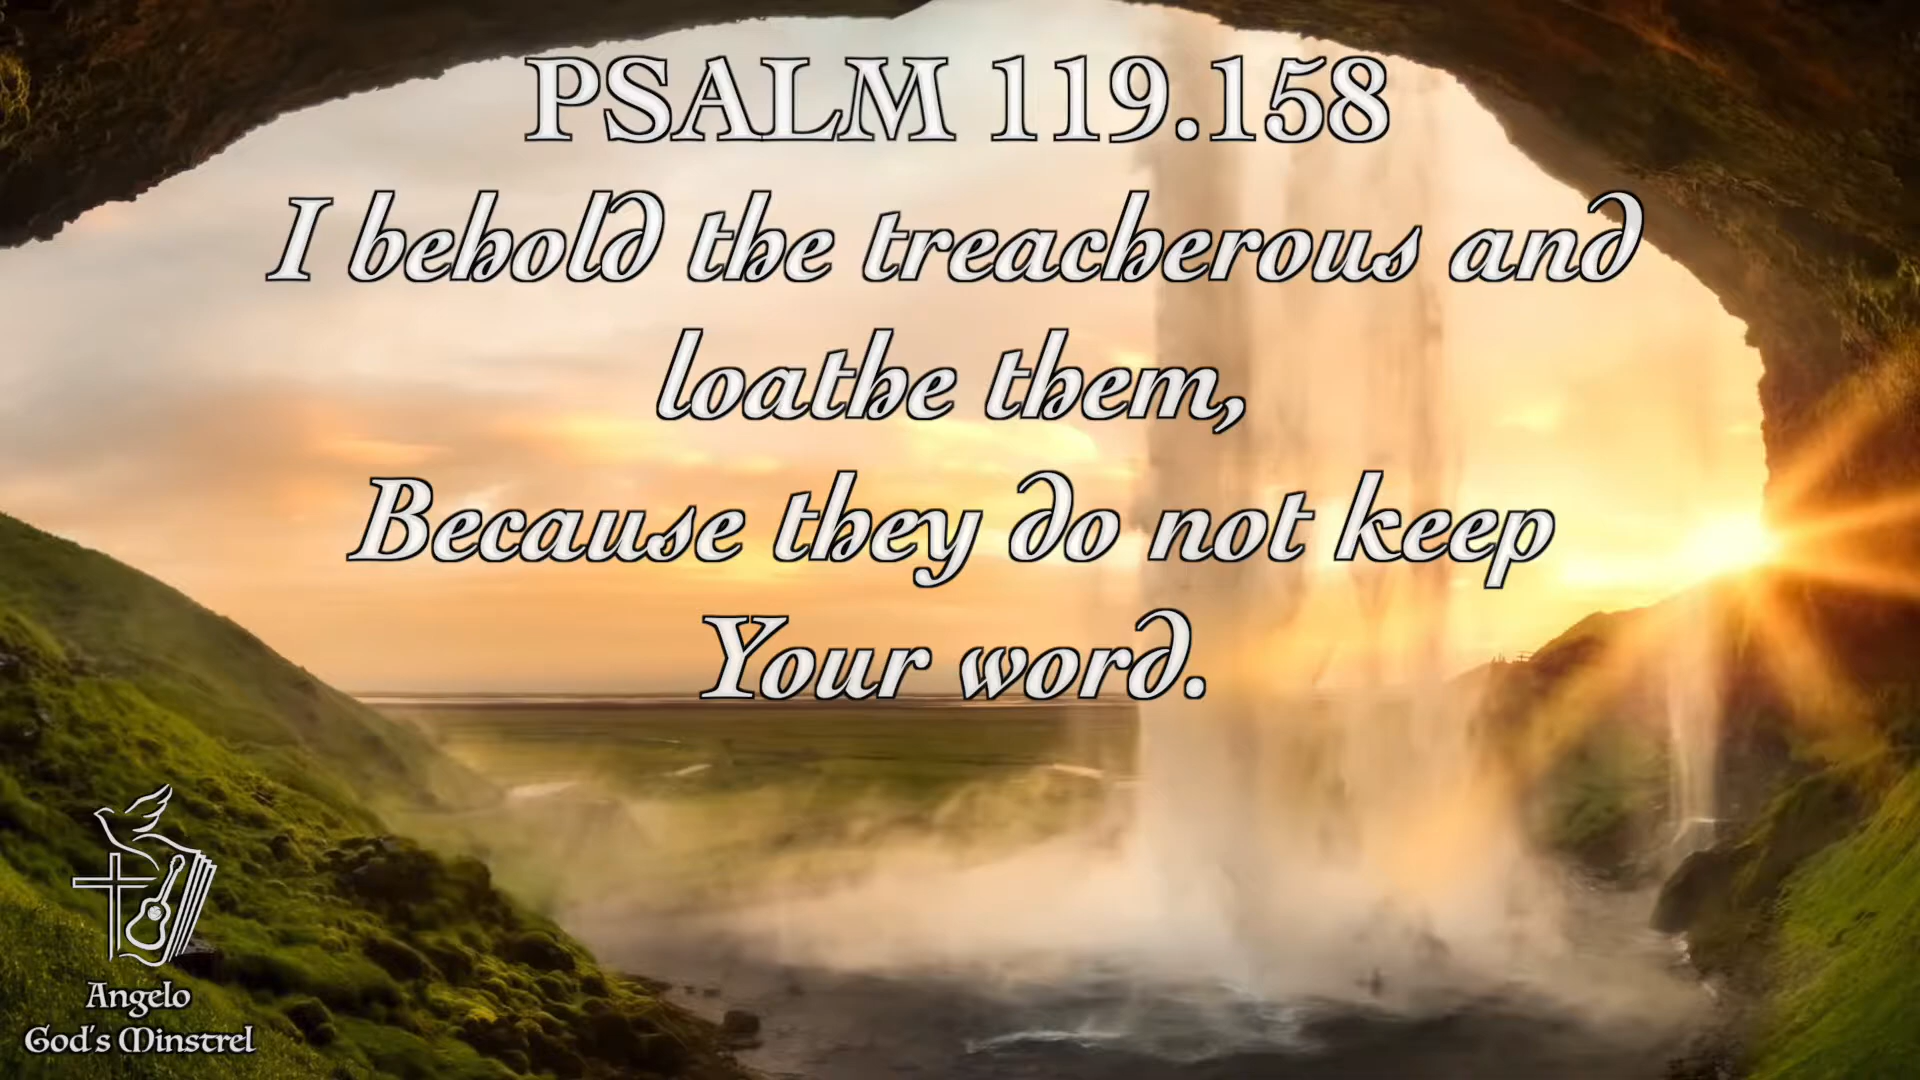 PSALM 119.158
I behold the treacherous and
loathe them,
Because they do not keep
Your word.
Angelo
God's Minstrel